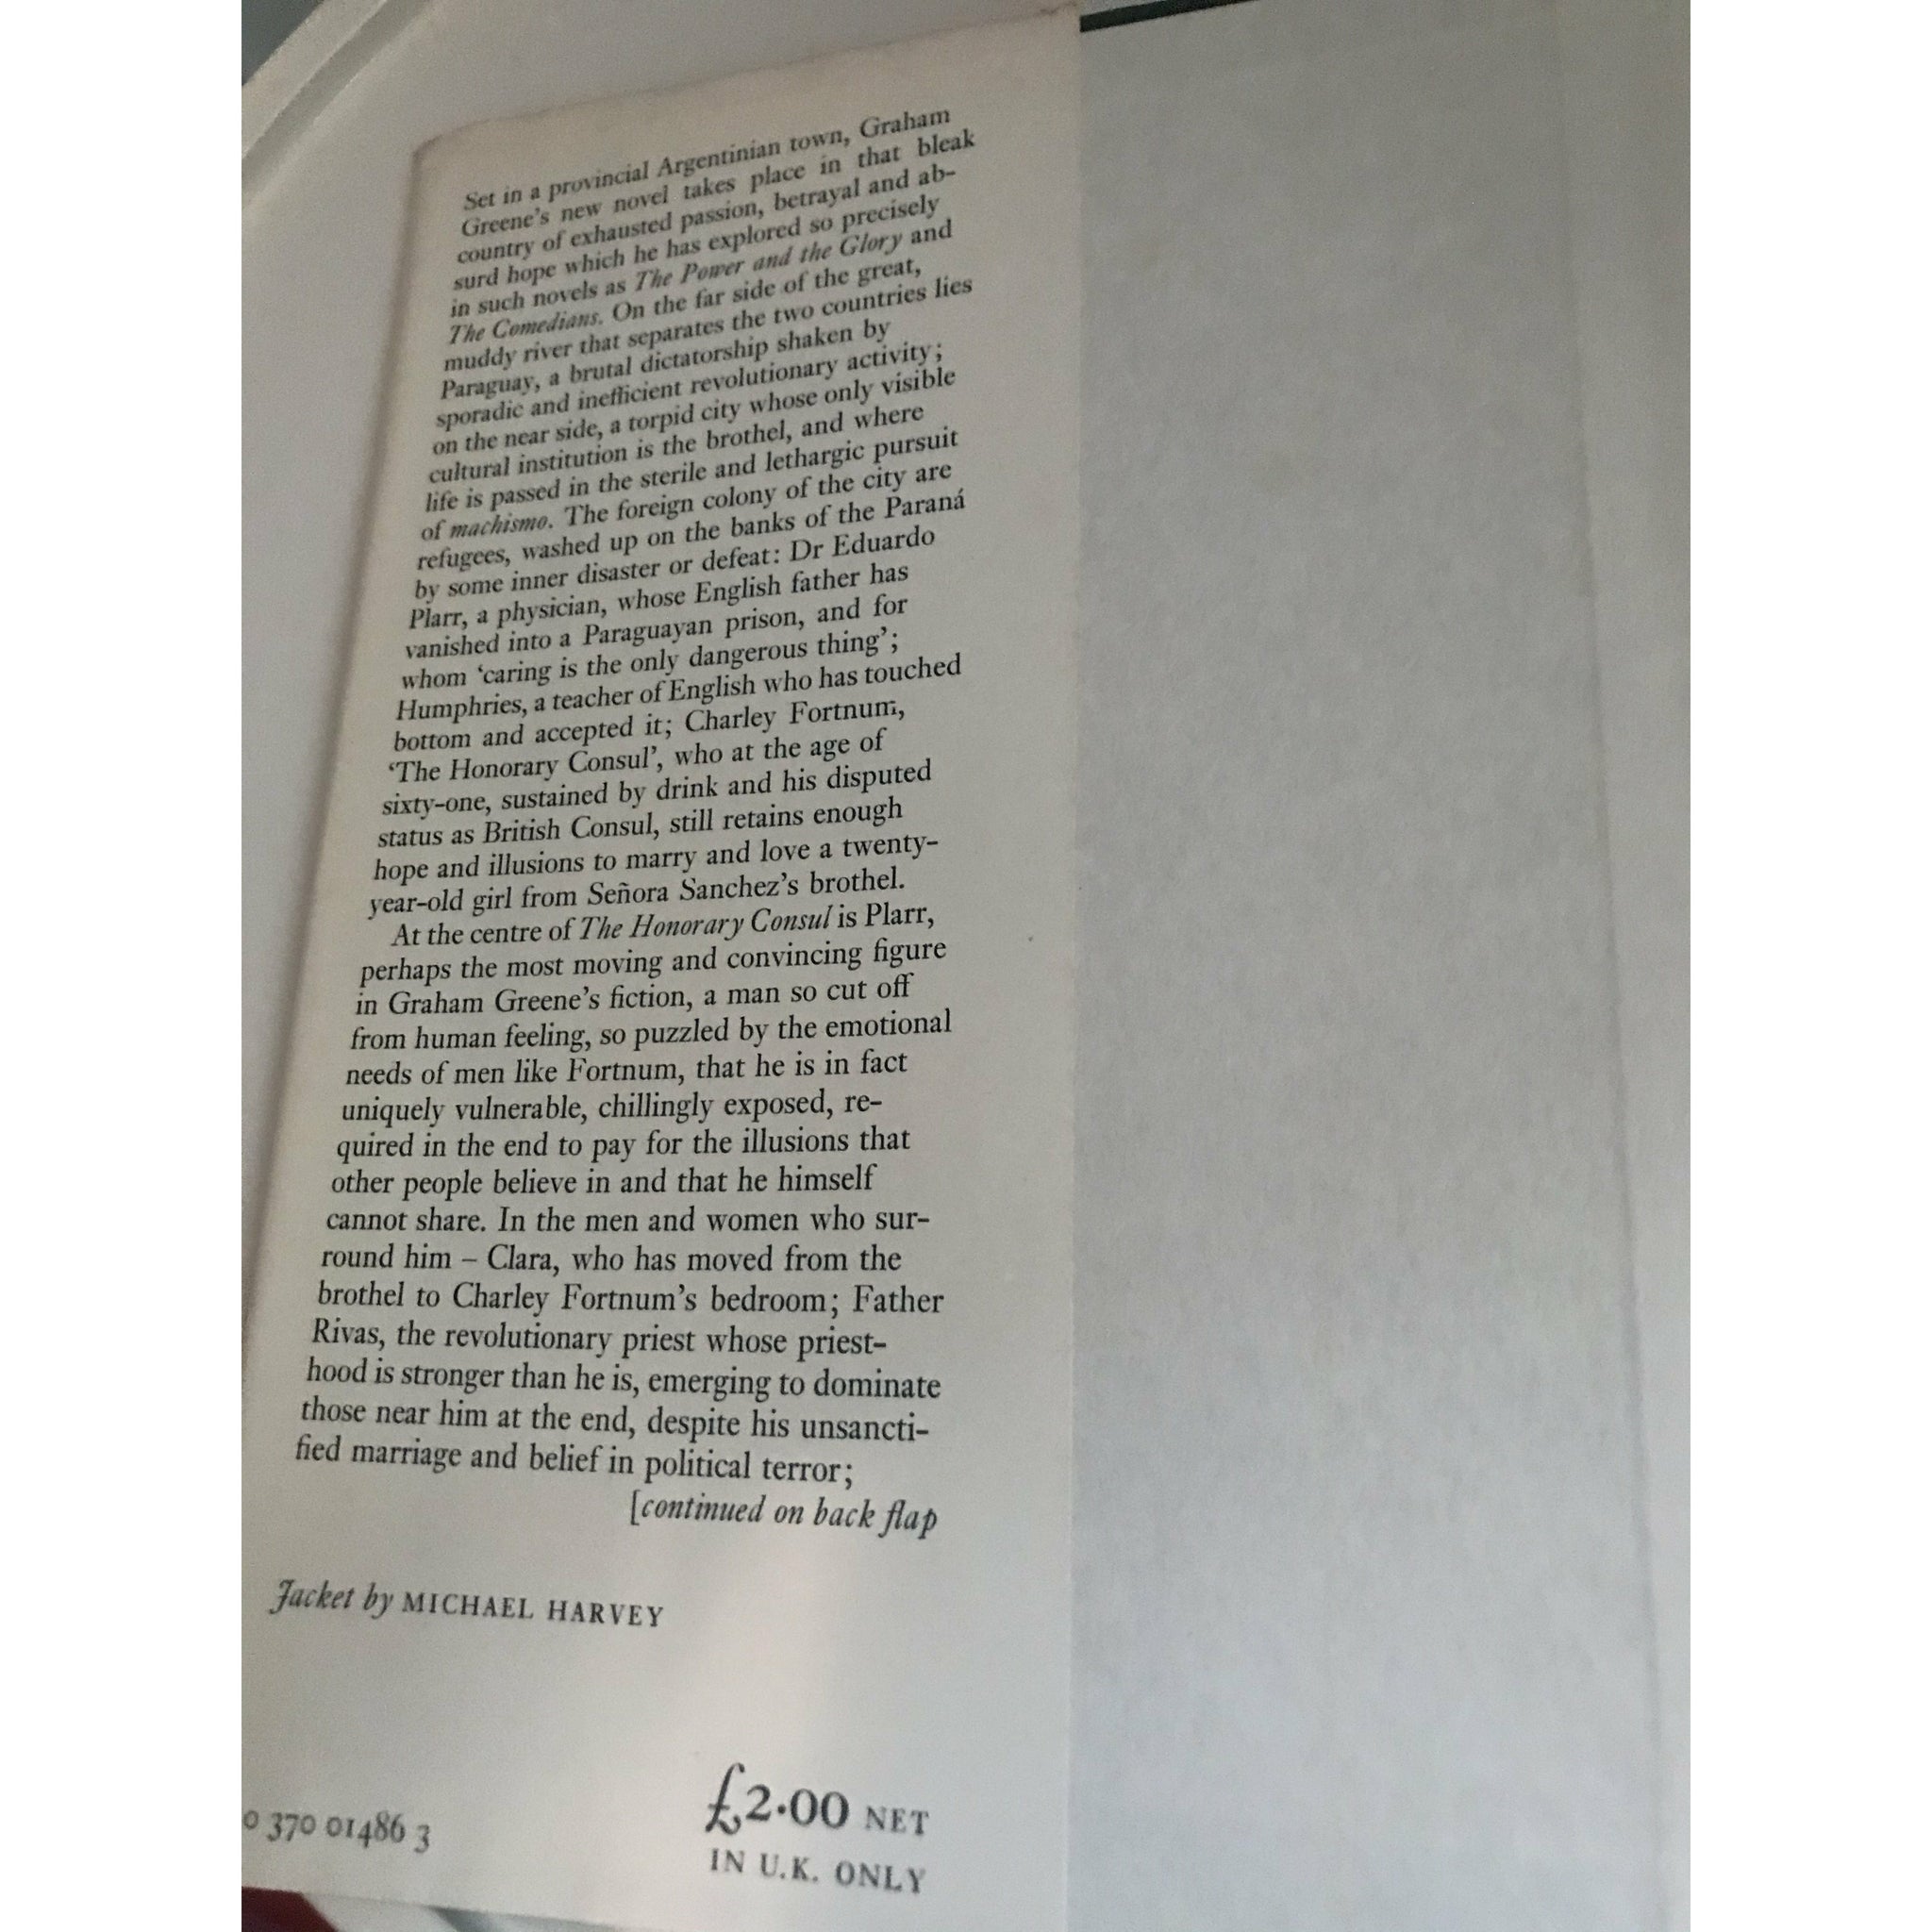 Set in a provincial Argentinian town, Graham
Greene's new novel takes place in that bleak
country of exhausted passion, betrayal and ab-
surd hope which he has explored so precisely
in such novels as The Power and the Glory and
The Comedians. On the far side of the great,
muddy river that separates the two countries lies
Paraguay, a brutal dictatorship shaken by
sporadic and inefficient revolutionary activity;
on the near side, a torpid city whose only visible
cultural institution is the brothel, and where
life is passed in the sterile and lethargic pursuit
of machismo. The foreign colony of the city are
refugees, washed up on the banks of the Paraná
by some inner disaster or defeat: Dr Eduardo
Plarr, a physician, whose English father has
vanished into a Paraguayan prison, and for
whom ‘caring is the only dangerous thing’;
Humphries, a teacher of English who has touched
bottom and accepted it; Charley Fortnum,
‘The Honorary Consul’, who at the age of
sixty-one, sustained by drink and his disputed
status as British Consul, still retains enough
hope and illusions to marry and love a twenty-
year-old girl from Señora Sanchez's brothel.
At the centre of The Honorary Consul is Plarr,
perhaps the most moving and convincing figure
in Graham Greene's fiction, a man so cut off
from human feeling, so puzzled by the emotional
needs of men like Fortnum, that he is in fact
uniquely vulnerable, chillingly exposed, re-
quired in the end to pay for the illusions that
other people believe in and that he himself
cannot share. In the men and women who sur-
round him – Clara, who has moved from the
brothel to Charley Fortnum's bedroom; Father
Rivas, the revolutionary priest whose priest-
hood is stronger than he is, emerging to dominate
those near him at the end, despite his unsancti-
fied marriage and belief in political terror;
[continued on back flap
Jacket by MICHAEL HARVEY
£2·00 NET
0 370 01486 3
IN U.K. ONLY